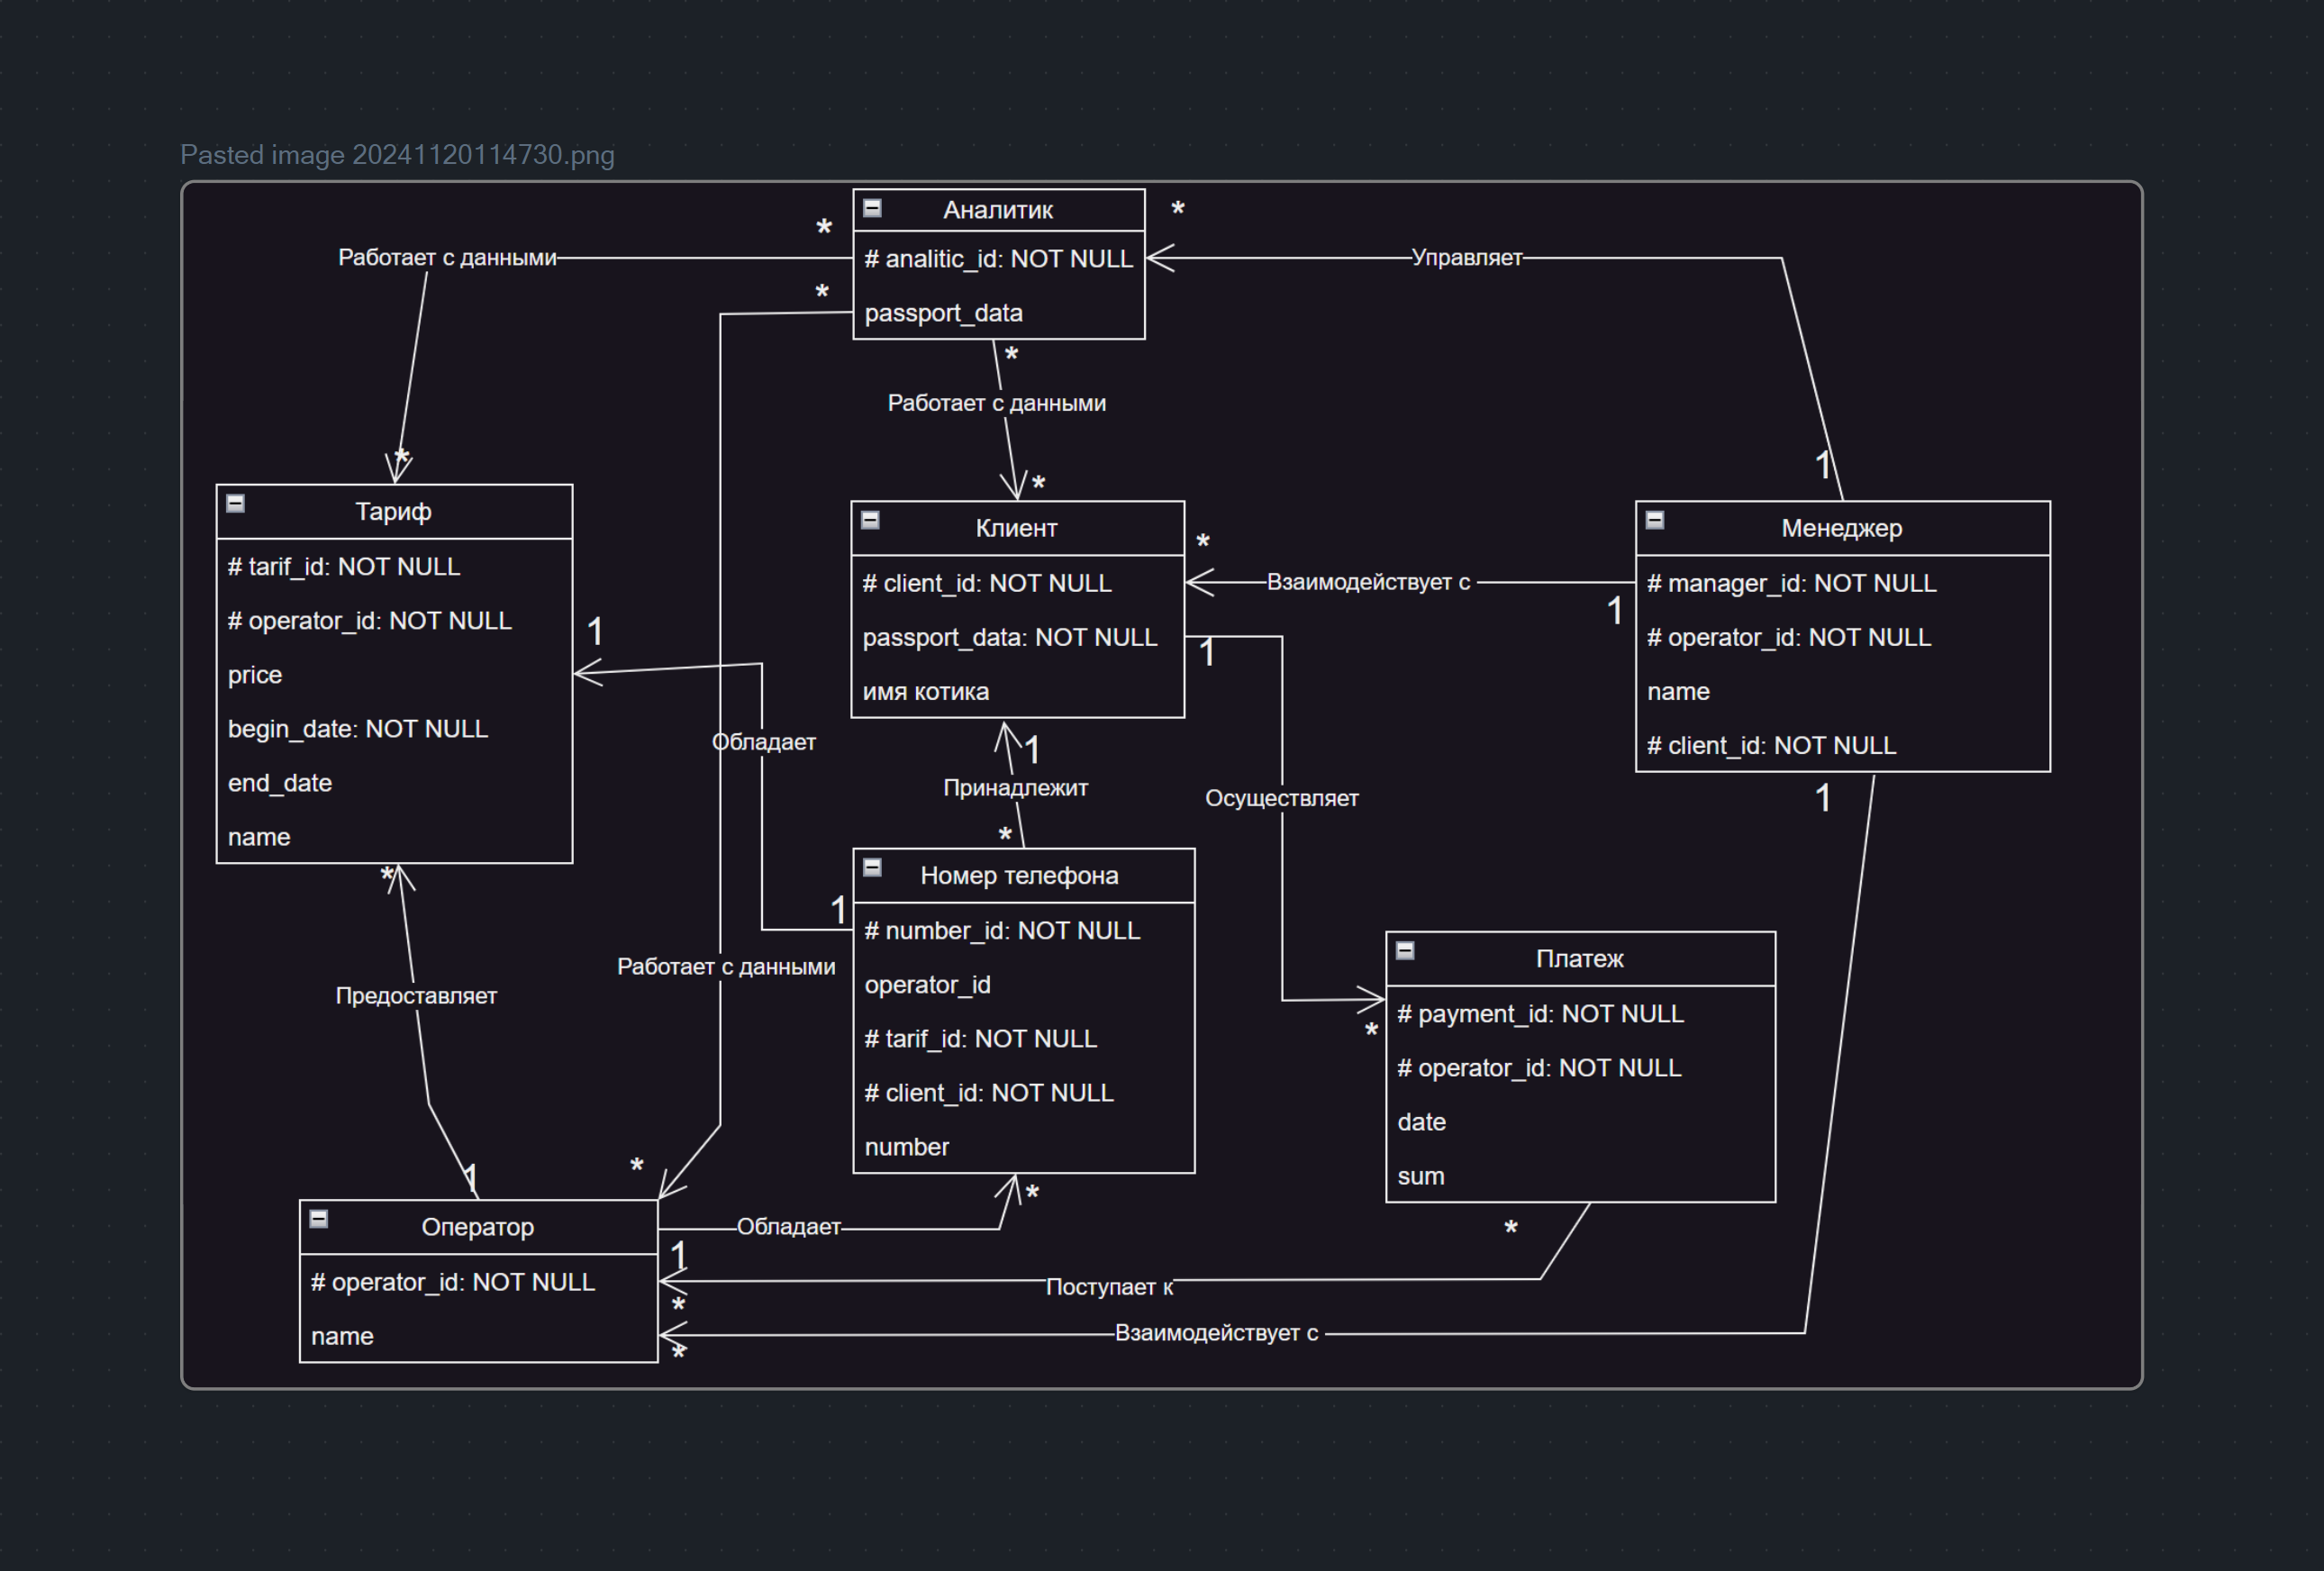 Pasted image 20241120114730.png
Аналитик
*
*
# analitic_id: NOT NULL
Работает с данными
Управляет
*
passport_data
*
Работает с данными
*
1
*
Тариф
# tarif_id: NOT NULL
# operator_id: NOT NULL
price
begin_date: NOT NULL
end_date
name
1
Клиент
# client_id: NOT NULL
passport_data: NOT NULL
имя котика
*
Взаимодействует с
1
1
Менеджер
# manager_id: NOT NULL
# operator_id: NOT NULL
name
# client_id: NOT NULL
1
Обладает
1
Принадлежит
*
Осуществляет
*
1
Номер телефона
# number_id: NOT NULL
operator_id
# tarif_id: NOT NULL
# client_id: NOT NULL
number
Работает с данными
Предоставляет
Платеж
# payment_id: NOT NULL
# operator_id: NOT NULL
date
sum
*
1
*
*
*
Оператор
# operator_id: NOT NULL
name
Обладает
1
Поступает к
*
Взаимодействует с
*